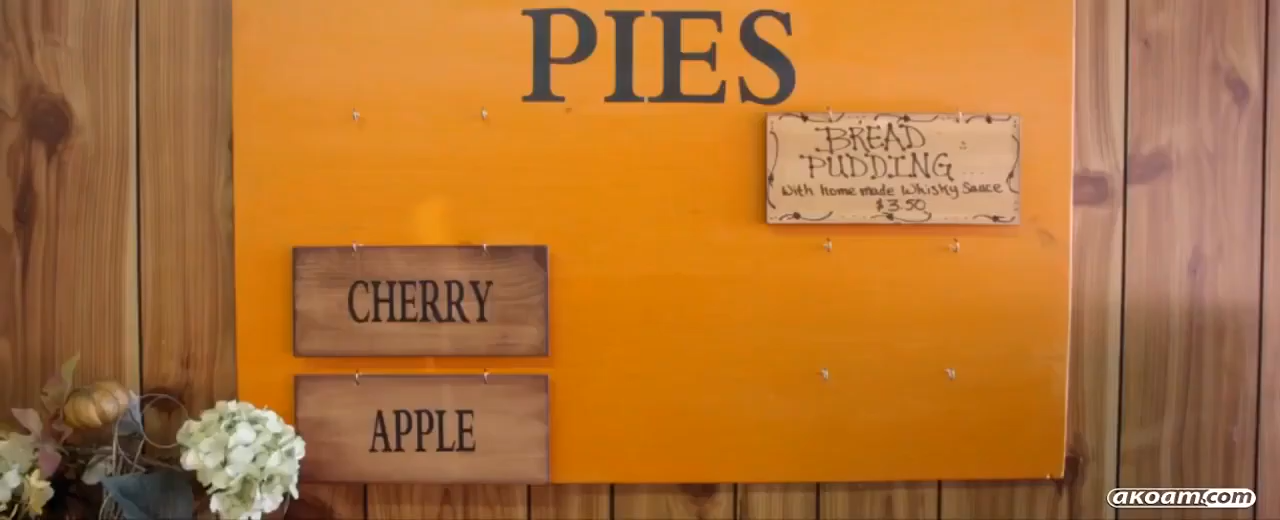 PIES
BREAD
PUDDING
With home made Whisky Sauce
$3.50
CHERRY
APPLE
akoam.com